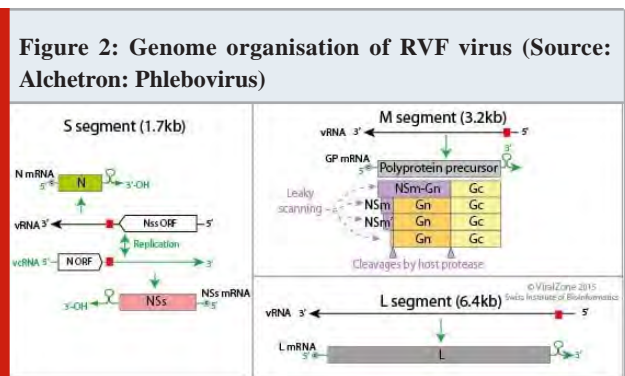 Figure 2: Genome organisation of RVF virus (Source:
Alchetron: Phlebovirus)
S segment (1.7kb)
N mRNA
5'
N
3'-OH
vRNA 3'
Nss ORF
5'
Replication
vcRNA 5'
N ORF
3'
3'-OH
NSs
NSs mRNA
5'
M segment (3.2kb)
vRNA 3'
5'
GP mRNA
5'
Polyprotein precursor
3'
Leaky
scanning
NSm-Gn
Gc
NSm
Gn
Gc
NSm'
Gn
Gc
Gn
Gc
Cleavages by host protease
© ViralZone 2015
Swiss Institute of Bioinformatics
L segment (6.4kb)
vRNA 3'
5'
L mRNA
5'
L
3'